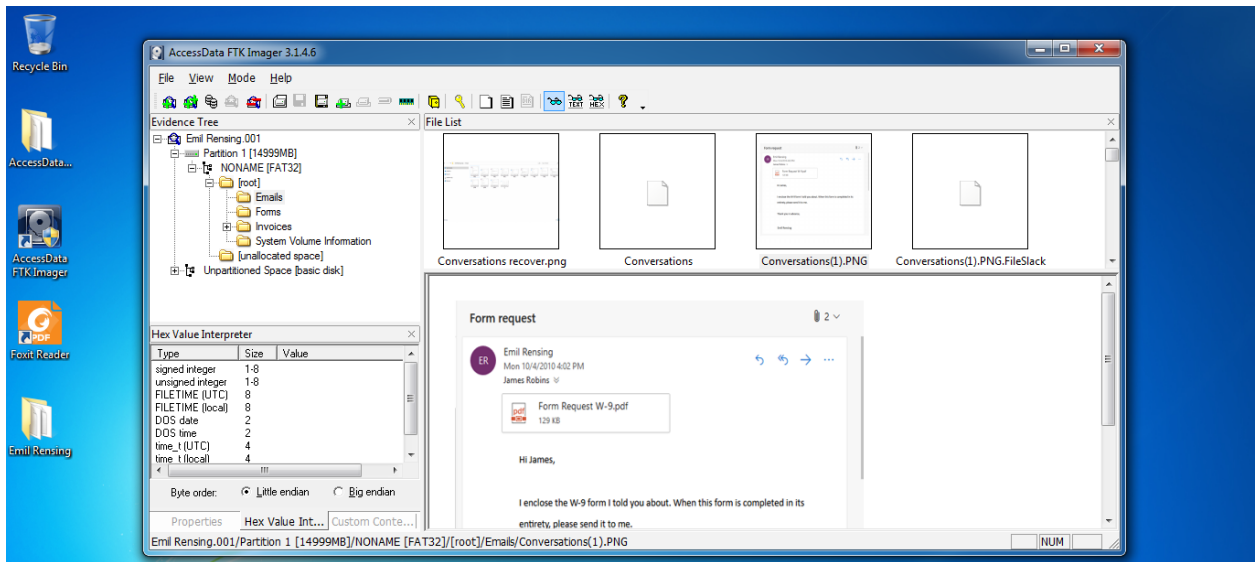 Recycle Bin
AccessData...
AccessData
FTK Imager
PDF
Foxit Reader
Emil Rensing
AccessData FTK Imager 3.1.4.6
File View Mode Help
TEXT HEX
Evidence Tree
Emil Rensing.001
Partition 1 [14999MB]
NONAME [FAT32]
[root]
Emails
Forms
Invoices
System Volume Information
[unallocated space]
Unpartitioned Space [basic disk]
Hex Value Interpreter
Type Size Value
signed integer 1-8
unsigned integer 1-8
FILETIME (UTC) 8
FILETIME (local) 8
DOS date 2
DOS time 2
time_t (UTC) 4
time_t (local) 4
Byte order: Little endian Big endian
Properties Hex Value Int... Custom Conte...
File List
Conversations recover.png Conversations Conversations(1).PNG Conversations(1).PNG.FileSlack
Form request 2
ER
Emil Rensing
Mon 10/4/2010 4:02 PM
James Robins
pdf
Form Request W-9.pdf
129 KB
Hi James,
I enclose the W-9 form I told you about. When this form is completed in its
entirety, please send it to me.
Emil Rensing.001/Partition 1 [14999MB]/NONAME [FAT32]/[root]/Emails/Conversations(1).PNG
NUM